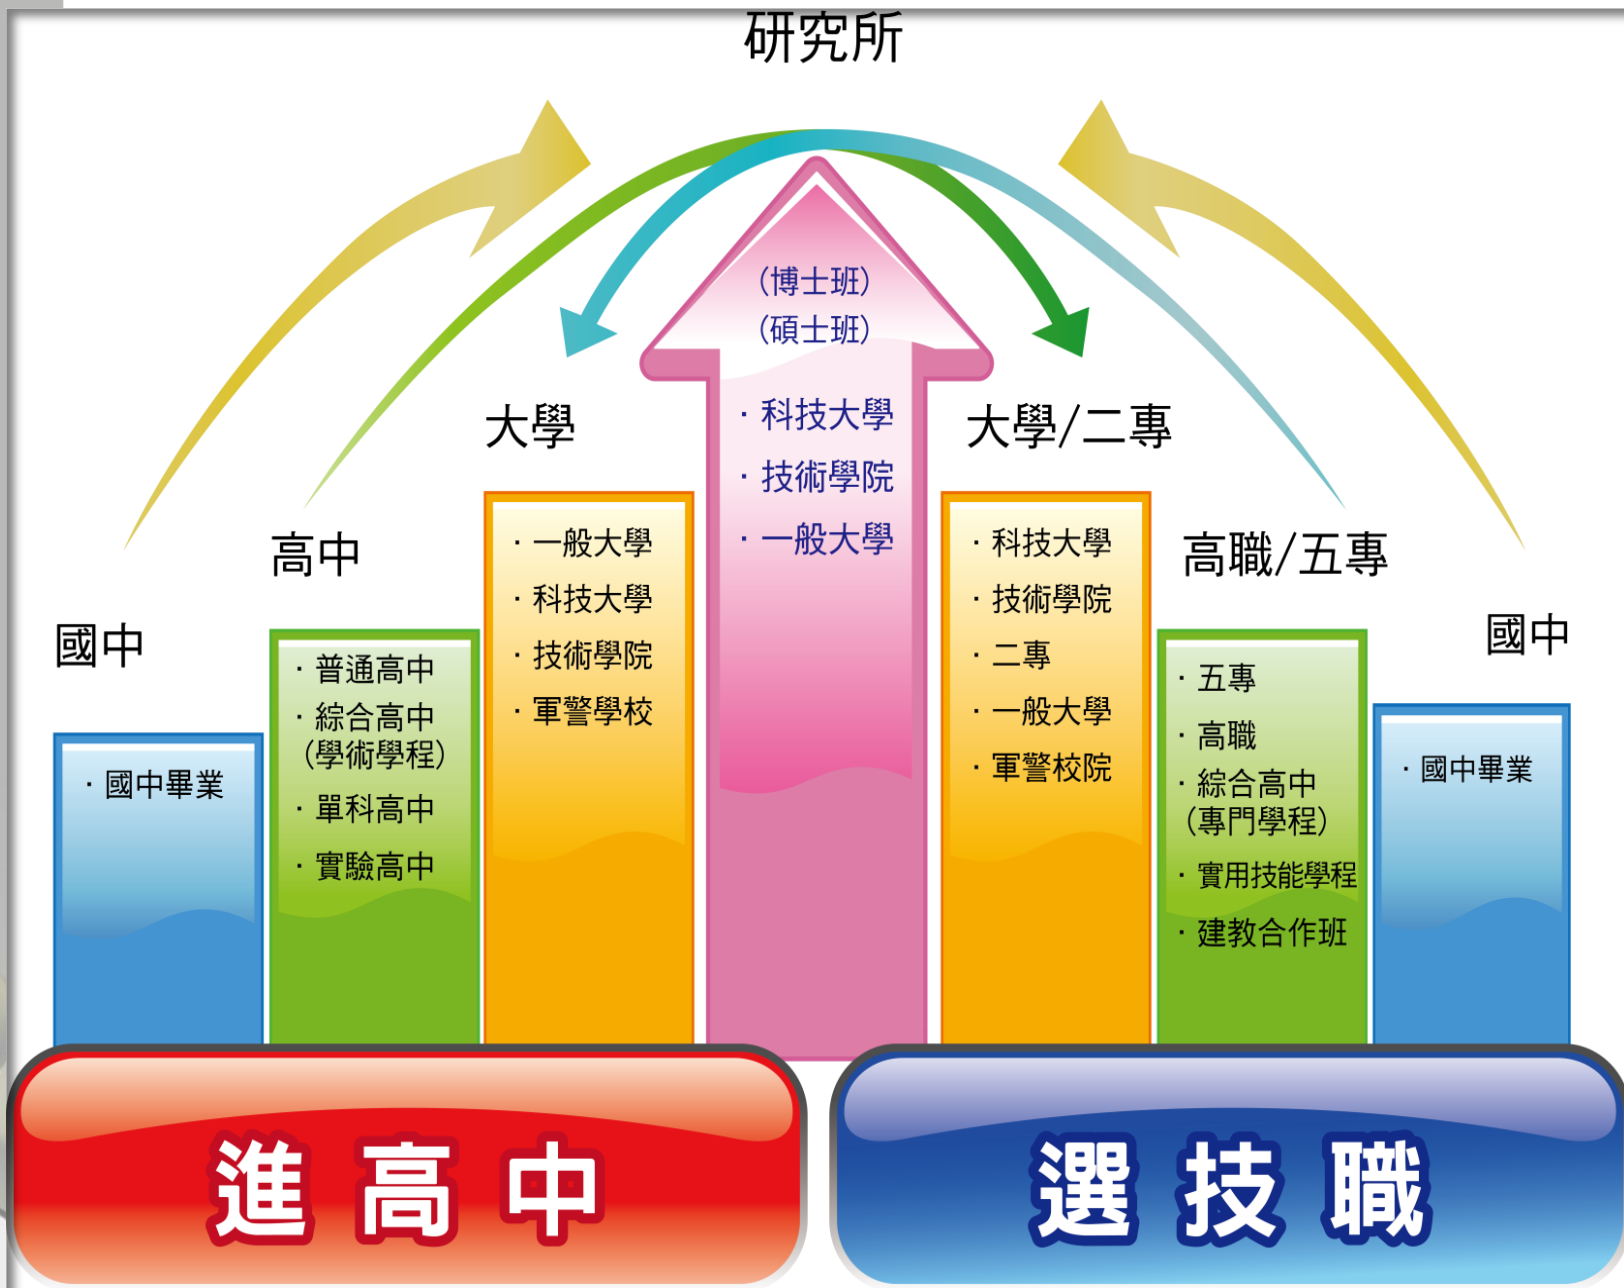 研究所
(博士班)
(碩士班)
· 科技大學
· 技術學院
· 一般大學
國中
· 國中畢業
高中
· 普通高中
· 綜合高中
(學術學程)
· 單科高中
· 實驗高中
大學
· 一般大學
· 科技大學
· 技術學院
· 軍警學校
大學/二專
· 科技大學
· 技術學院
· 二專
· 一般大學
· 軍警校院
高職/五專
· 五專
· 高職
· 綜合高中
(專門學程)
· 實用技能學程
· 建教合作班
國中
· 國中畢業
進高中
選技職